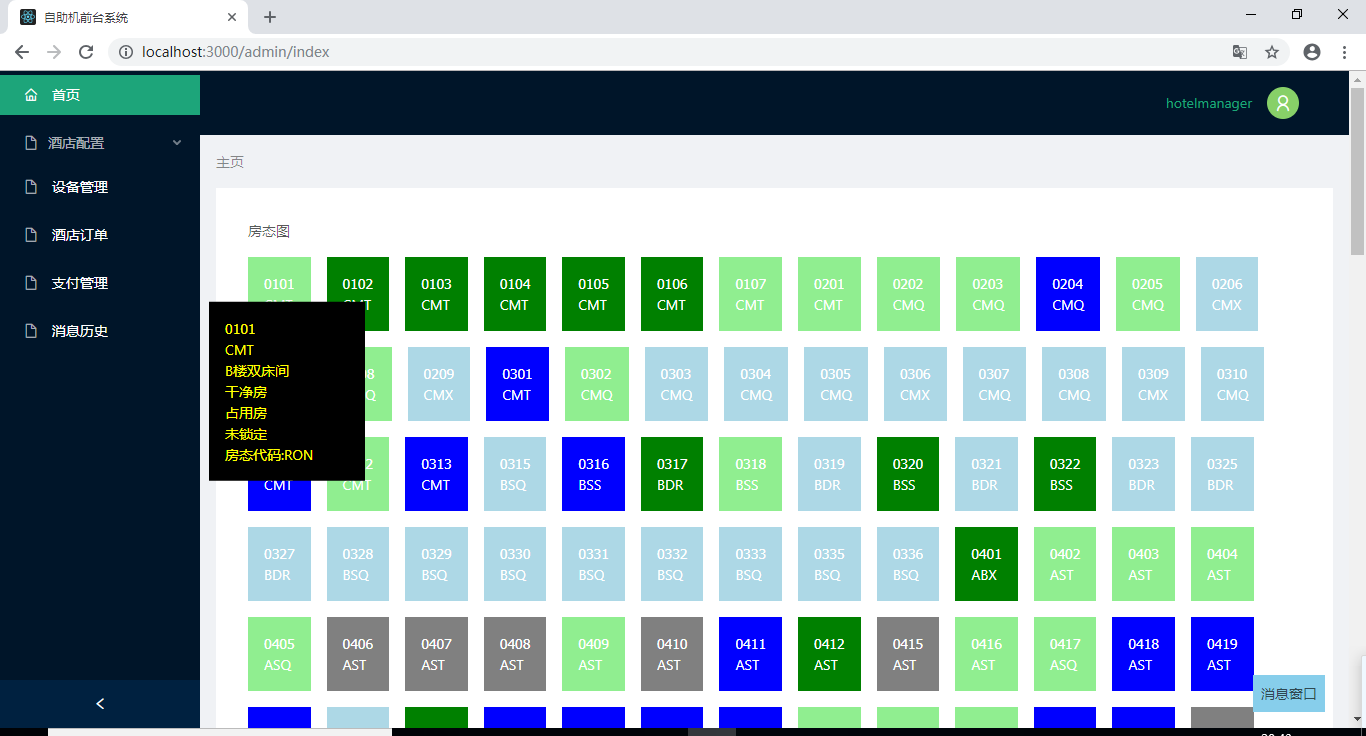 自助机前台系统
localhost:3000/admin/index
首页
hotelmanager
酒店配置
设备管理
酒店订单
支付管理
消息历史
主页
房态图
0101 0102 0103 0104 0105 0106 0107 0201 0202 0203 0204 0205 0206
CMT CMT CMT CMT CMT CMT CMT CMQ CMQ CMQ CMQ CMX
0101
CMT
B楼双床间
干净房
占用房
未锁定
房态代码:RON
0209 0301 0302 0303 0304 0305 0306 0307 0308 0309 0310
CMX CMT CMQ CMQ CMQ CMQ CMX CMQ CMQ CMX CMQ
0313 0315 0316 0317 0318 0319 0320 0321 0322 0323 0325
CMT CMT CMT BSQ BSS BDR BSS BDR BSS BDR BSS BDR BDR
0327 0328 0329 0330 0331 0332 0333 0335 0336 0401 0402 0403 0404
BDR BSQ BSQ BSQ BSQ BSQ BSQ BSQ BSQ ABX AST AST AST
0405 0406 0407 0408 0409 0410 0411 0412 0415 0416 0417 0418 0419
ASQ AST AST AST AST AST AST AST AST AST ASQ AST AST
消息窗口